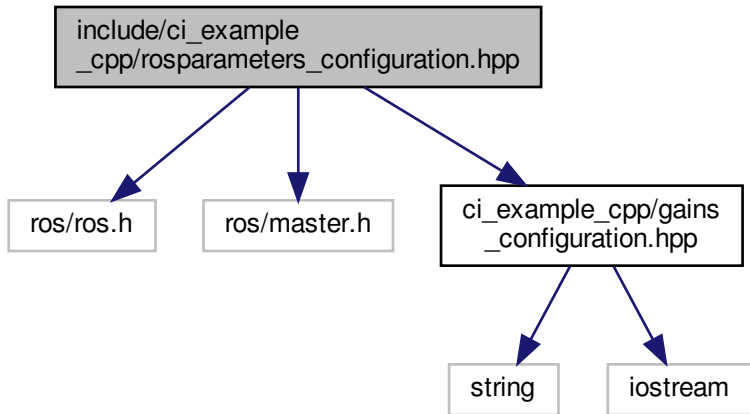 include/ci_example
_cpp/rosparameters_configuration.hpp
ros/ros.h
ros/master.h
ci_example_cpp/gains
_configuration.hpp
string
iostream